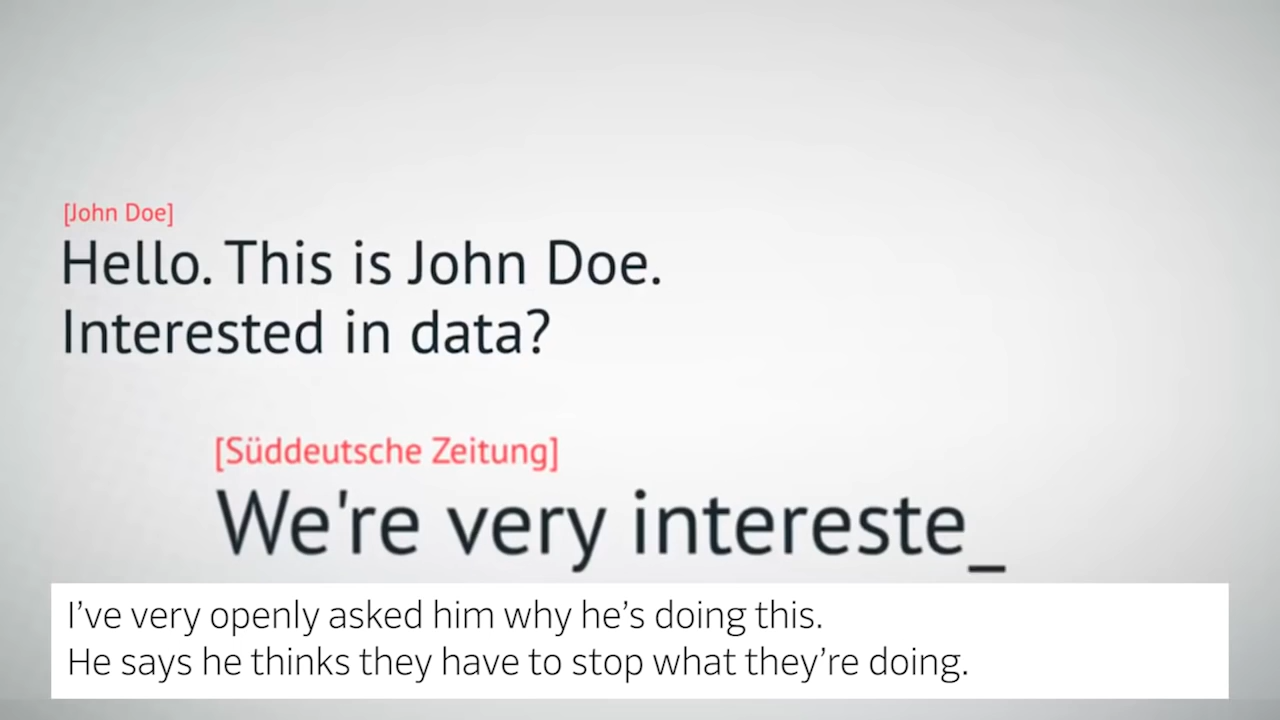 [John Doe]
Hello. This is John Doe.
Interested in data?
[Süddeutsche Zeitung]
We're very intereste_
I've very openly asked him why he's doing this.
He says he thinks they have to stop what they're doing.